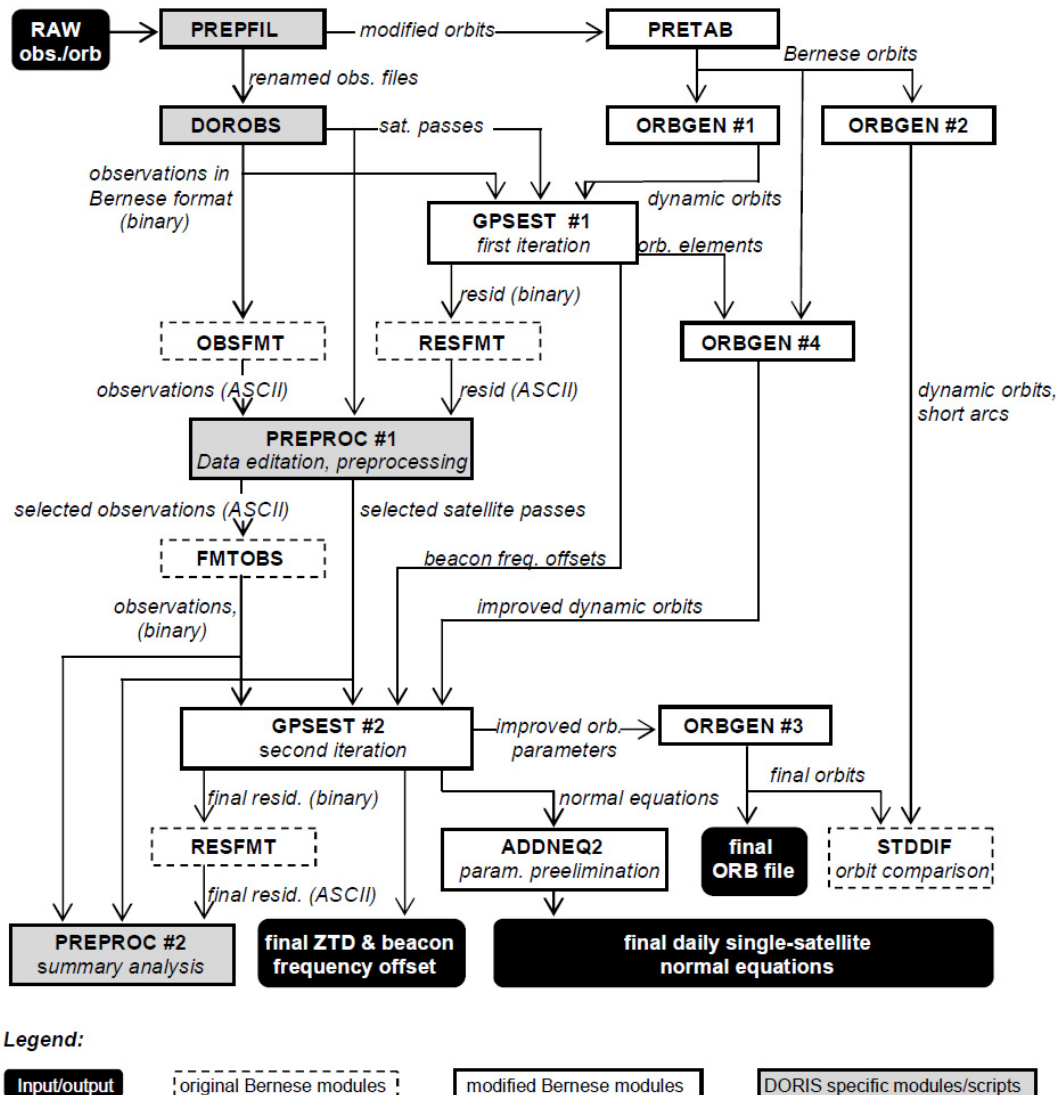 RAW
obs./orb
PREPFIL
modified orbits
PRETAB
Bernese orbits
renamed obs. files
DOROBS
sat. passes
ORBGEN #1
ORBGEN #2
observations in
Bernese format
(binary)
dynamic orbits
GPSEST #1
first iteration
orb. elements
resid (binary)
OBSFMT
RESFMT
ORBGEN #4
observations (ASCII)
resid (ASCII)
dynamic orbits,
short arcs
PREPROC #1
Data editation, preprocessing
selected observations (ASCII)
selected satellite passes
FMTOBS
beacon freq. offsets
observations,
(binary)
improved dynamic orbits
GPSEST #2
second iteration
improved orb.
parameters
ORBGEN #3
final orbits
final resid. (binary)
normal equations
RESFMT
ADDNEQ2
param. preelimination
final
ORB file
STDDIF
orbit comparison
final resid. (ASCII)
PREPROC #2
summary analysis
final ZTD & beacon
frequency offset
final daily single-satellite
normal equations
Legend:
Input/output
original Bernese modules
modified Bernese modules
DORIS specific modules/scripts